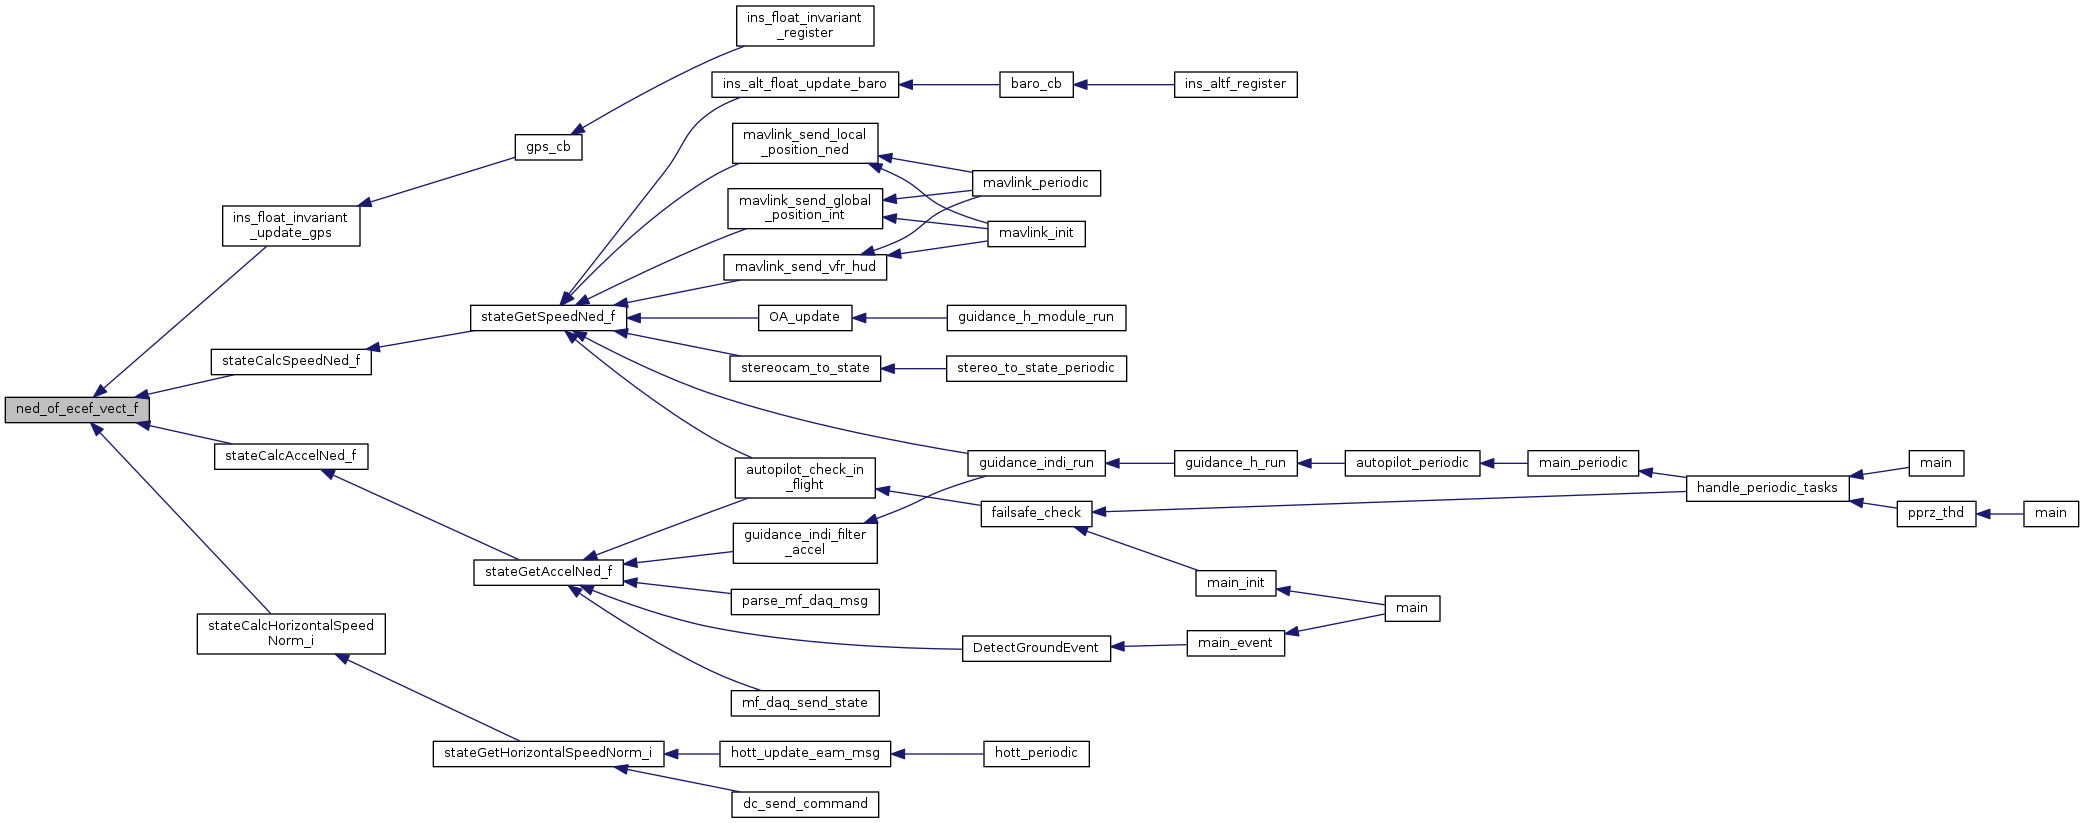 ins_float_invariant
_register
ins_alt_float_update_baro
baro_cb
ins_altf_register
mavlink_send_local
_position_ned
gps_cb
mavlink_periodic
mavlink_send_global
_position_int
ins_float_invariant
_update_gps
mavlink_init
mavlink_send_vfr_hud
stateGetSpeedNed_f
OA_update
guidance_h_module_run
stateCalcSpeedNed_f
stereocam_to_state
stereo_to_state_periodic
ned_of_ecef_vect_f
stateCalcAccelNed_f
autopilot_check_in
_flight
guidance_indi_run
guidance_h_run
autopilot_periodic
main_periodic
handle_periodic_tasks
main
pprz_thd
main
failsafe_check
guidance_indi_filter
_accel
stateGetAccelNed_f
main_init
parse_mf_daq_msg
main
stateCalcHorizontalSpeed
Norm_i
DetectGroundEvent
main_event
mf_daq_send_state
stateGetHorizontalSpeedNorm_i
hott_update_eam_msg
hott_periodic
dc_send_command